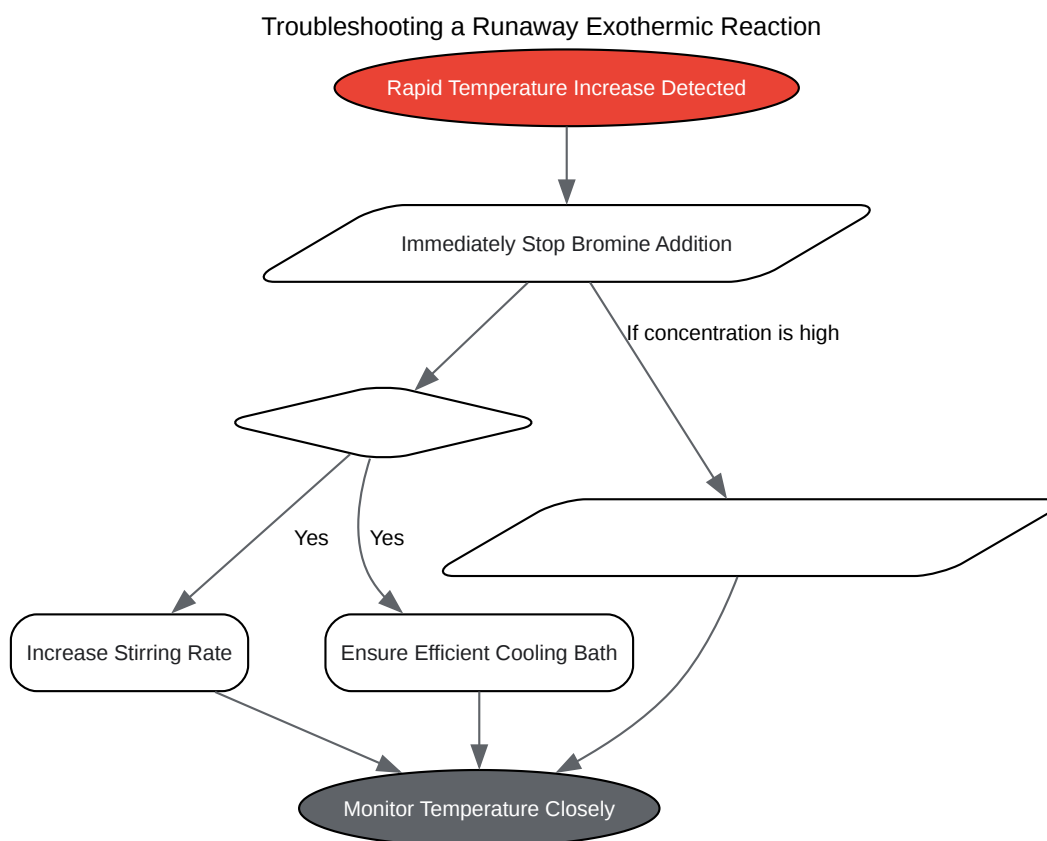 Troubleshooting a Runaway Exothermic Reaction
Rapid Temperature Increase Detected
Immediately Stop Bromine Addition
If concentration is high
Yes
Yes
Increase Stirring Rate
Ensure Efficient Cooling Bath
Monitor Temperature Closely